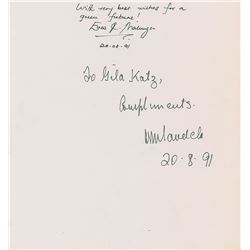 With very best wishes for a
green future!
20-08-91
To Gila Katz,
Compliments.
NMandela
20 · 8 · 91